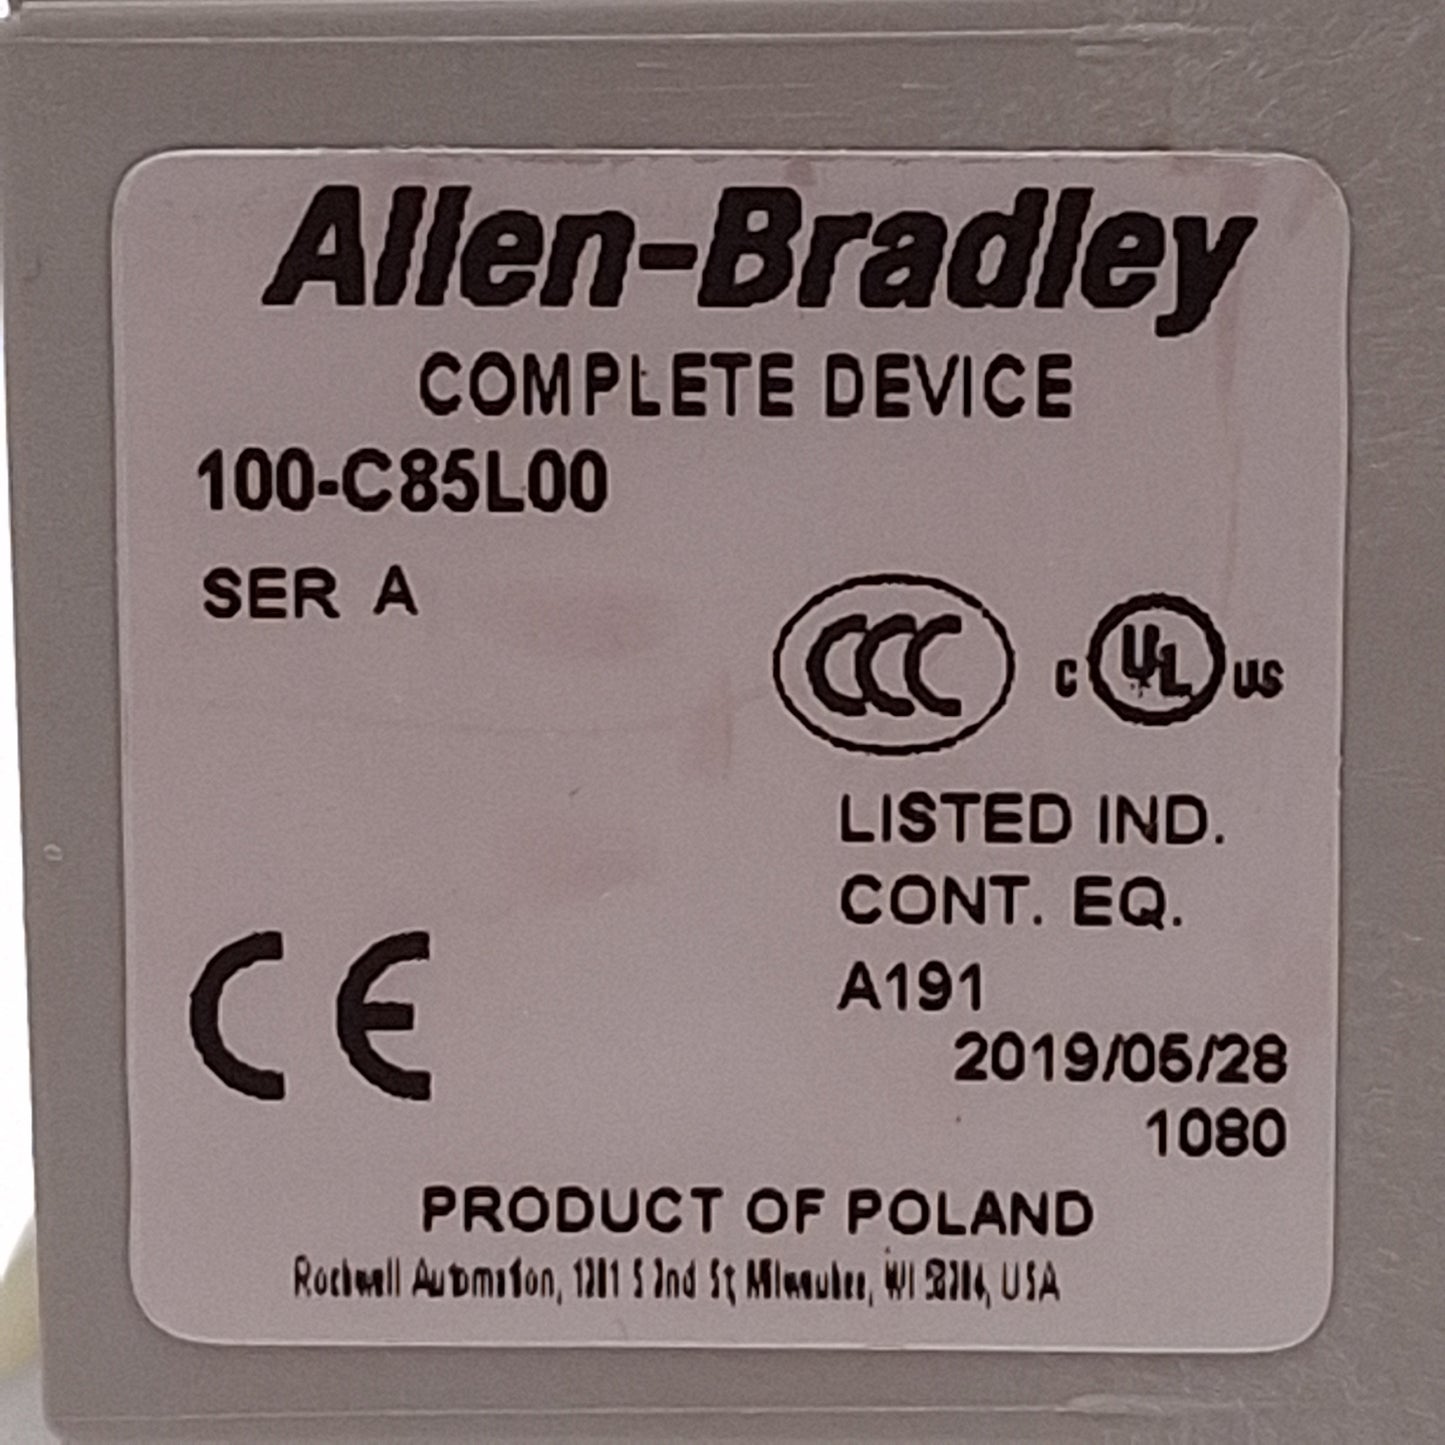 Allen-Bradley
COMPLETE DEVICE
100-C85L00
SER A
CCC
C UL US
LISTED IND.
CONT. EQ.
A191
2019/05/28
1080
CE
PRODUCT OF POLAND
Rockwell Automation, 1201 S 2nd St, Milwaukee, WI 53204, USA